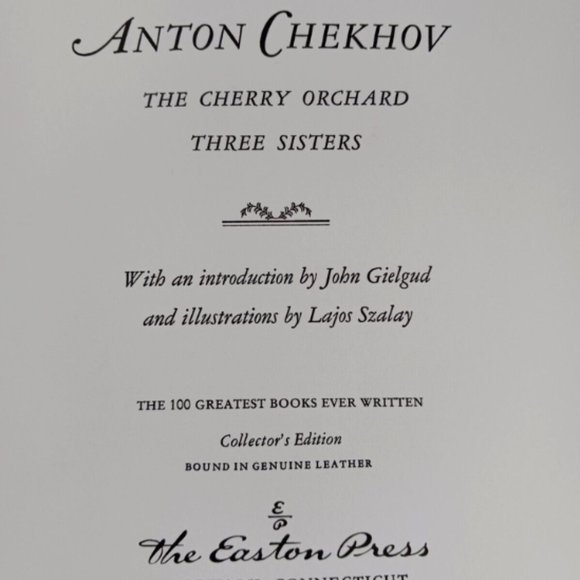 ANTON CHEKHOV
THE CHERRY ORCHARD
THREE SISTERS
With an introduction by John Gielgud
and illustrations by Lajos Szalay
THE 100 GREATEST BOOKS EVER WRITTEN
Collector's Edition
BOUND IN GENUINE LEATHER
E
P
The Easton Press
CONNECTICUT